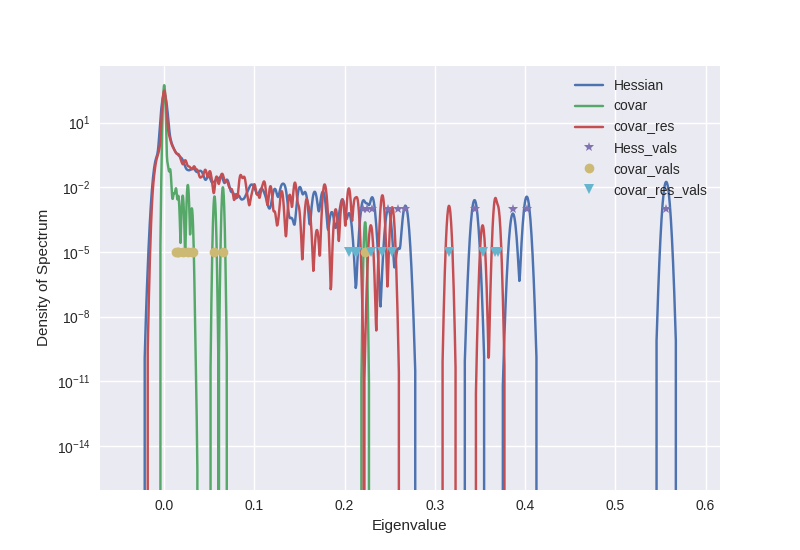 Hessian
covar
covar_res
Hess_vals
covar_vals
covar_res_vals
10^1
10^−2
10^−5
10^−8
10^−11
10^−14
Density of Spectrum
0.0 0.1 0.2 0.3 0.4 0.5 0.6
Eigenvalue